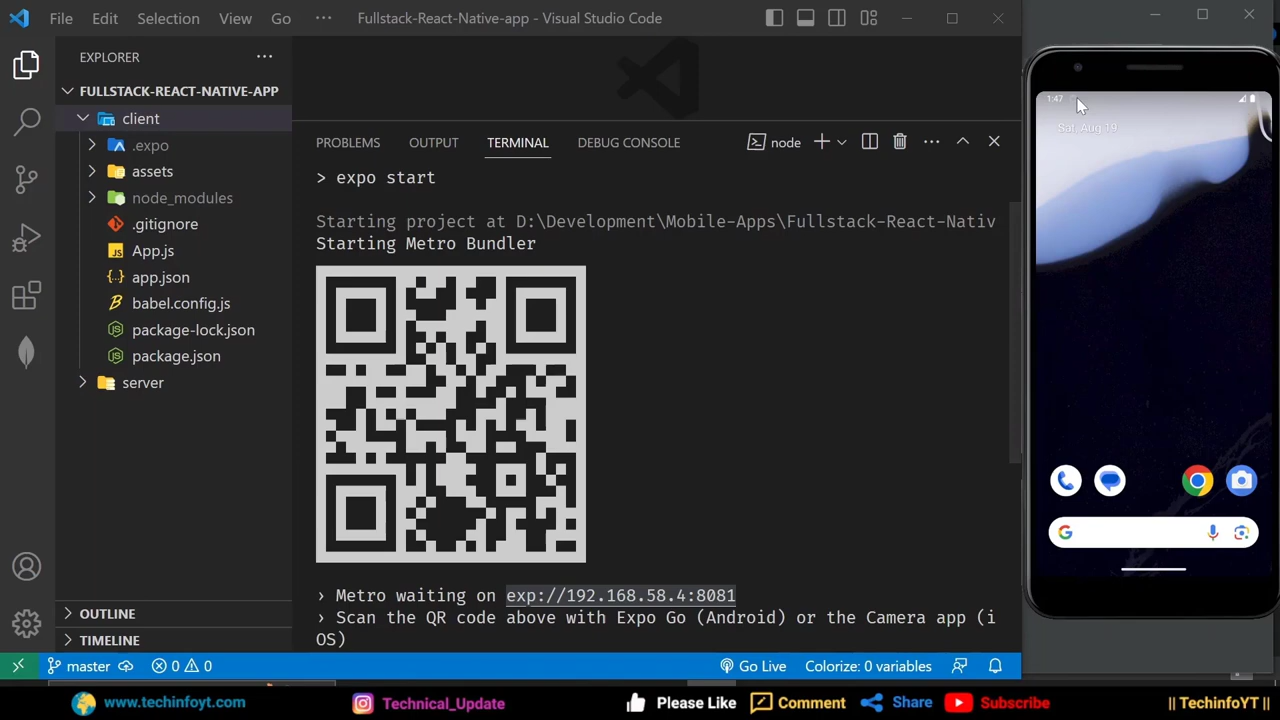 File Edit Selection View Go ··· Fullstack-React-Native-app - Visual Studio Code
EXPLORER ···
FULLSTACK-REACT-NATIVE-APP
client
.expo
assets
node_modules
.gitignore
App.js
app.json
babel.config.js
package-lock.json
package.json
server
OUTLINE
TIMELINE
PROBLEMS OUTPUT TERMINAL DEBUG CONSOLE node
> expo start
Starting project at D:\Development\Mobile-Apps\Fullstack-React-Nativ
Starting Metro Bundler
› Metro waiting on exp://192.168.58.4:8081
› Scan the QR code above with Expo Go (Android) or the Camera app (i
OS)
master 0 0 Go Live Colorize: 0 variables
1:47
Sat, Aug 19
www.techinfoyt.com Technical_Update Please Like Comment Share Subscribe || TechinfoYT ||